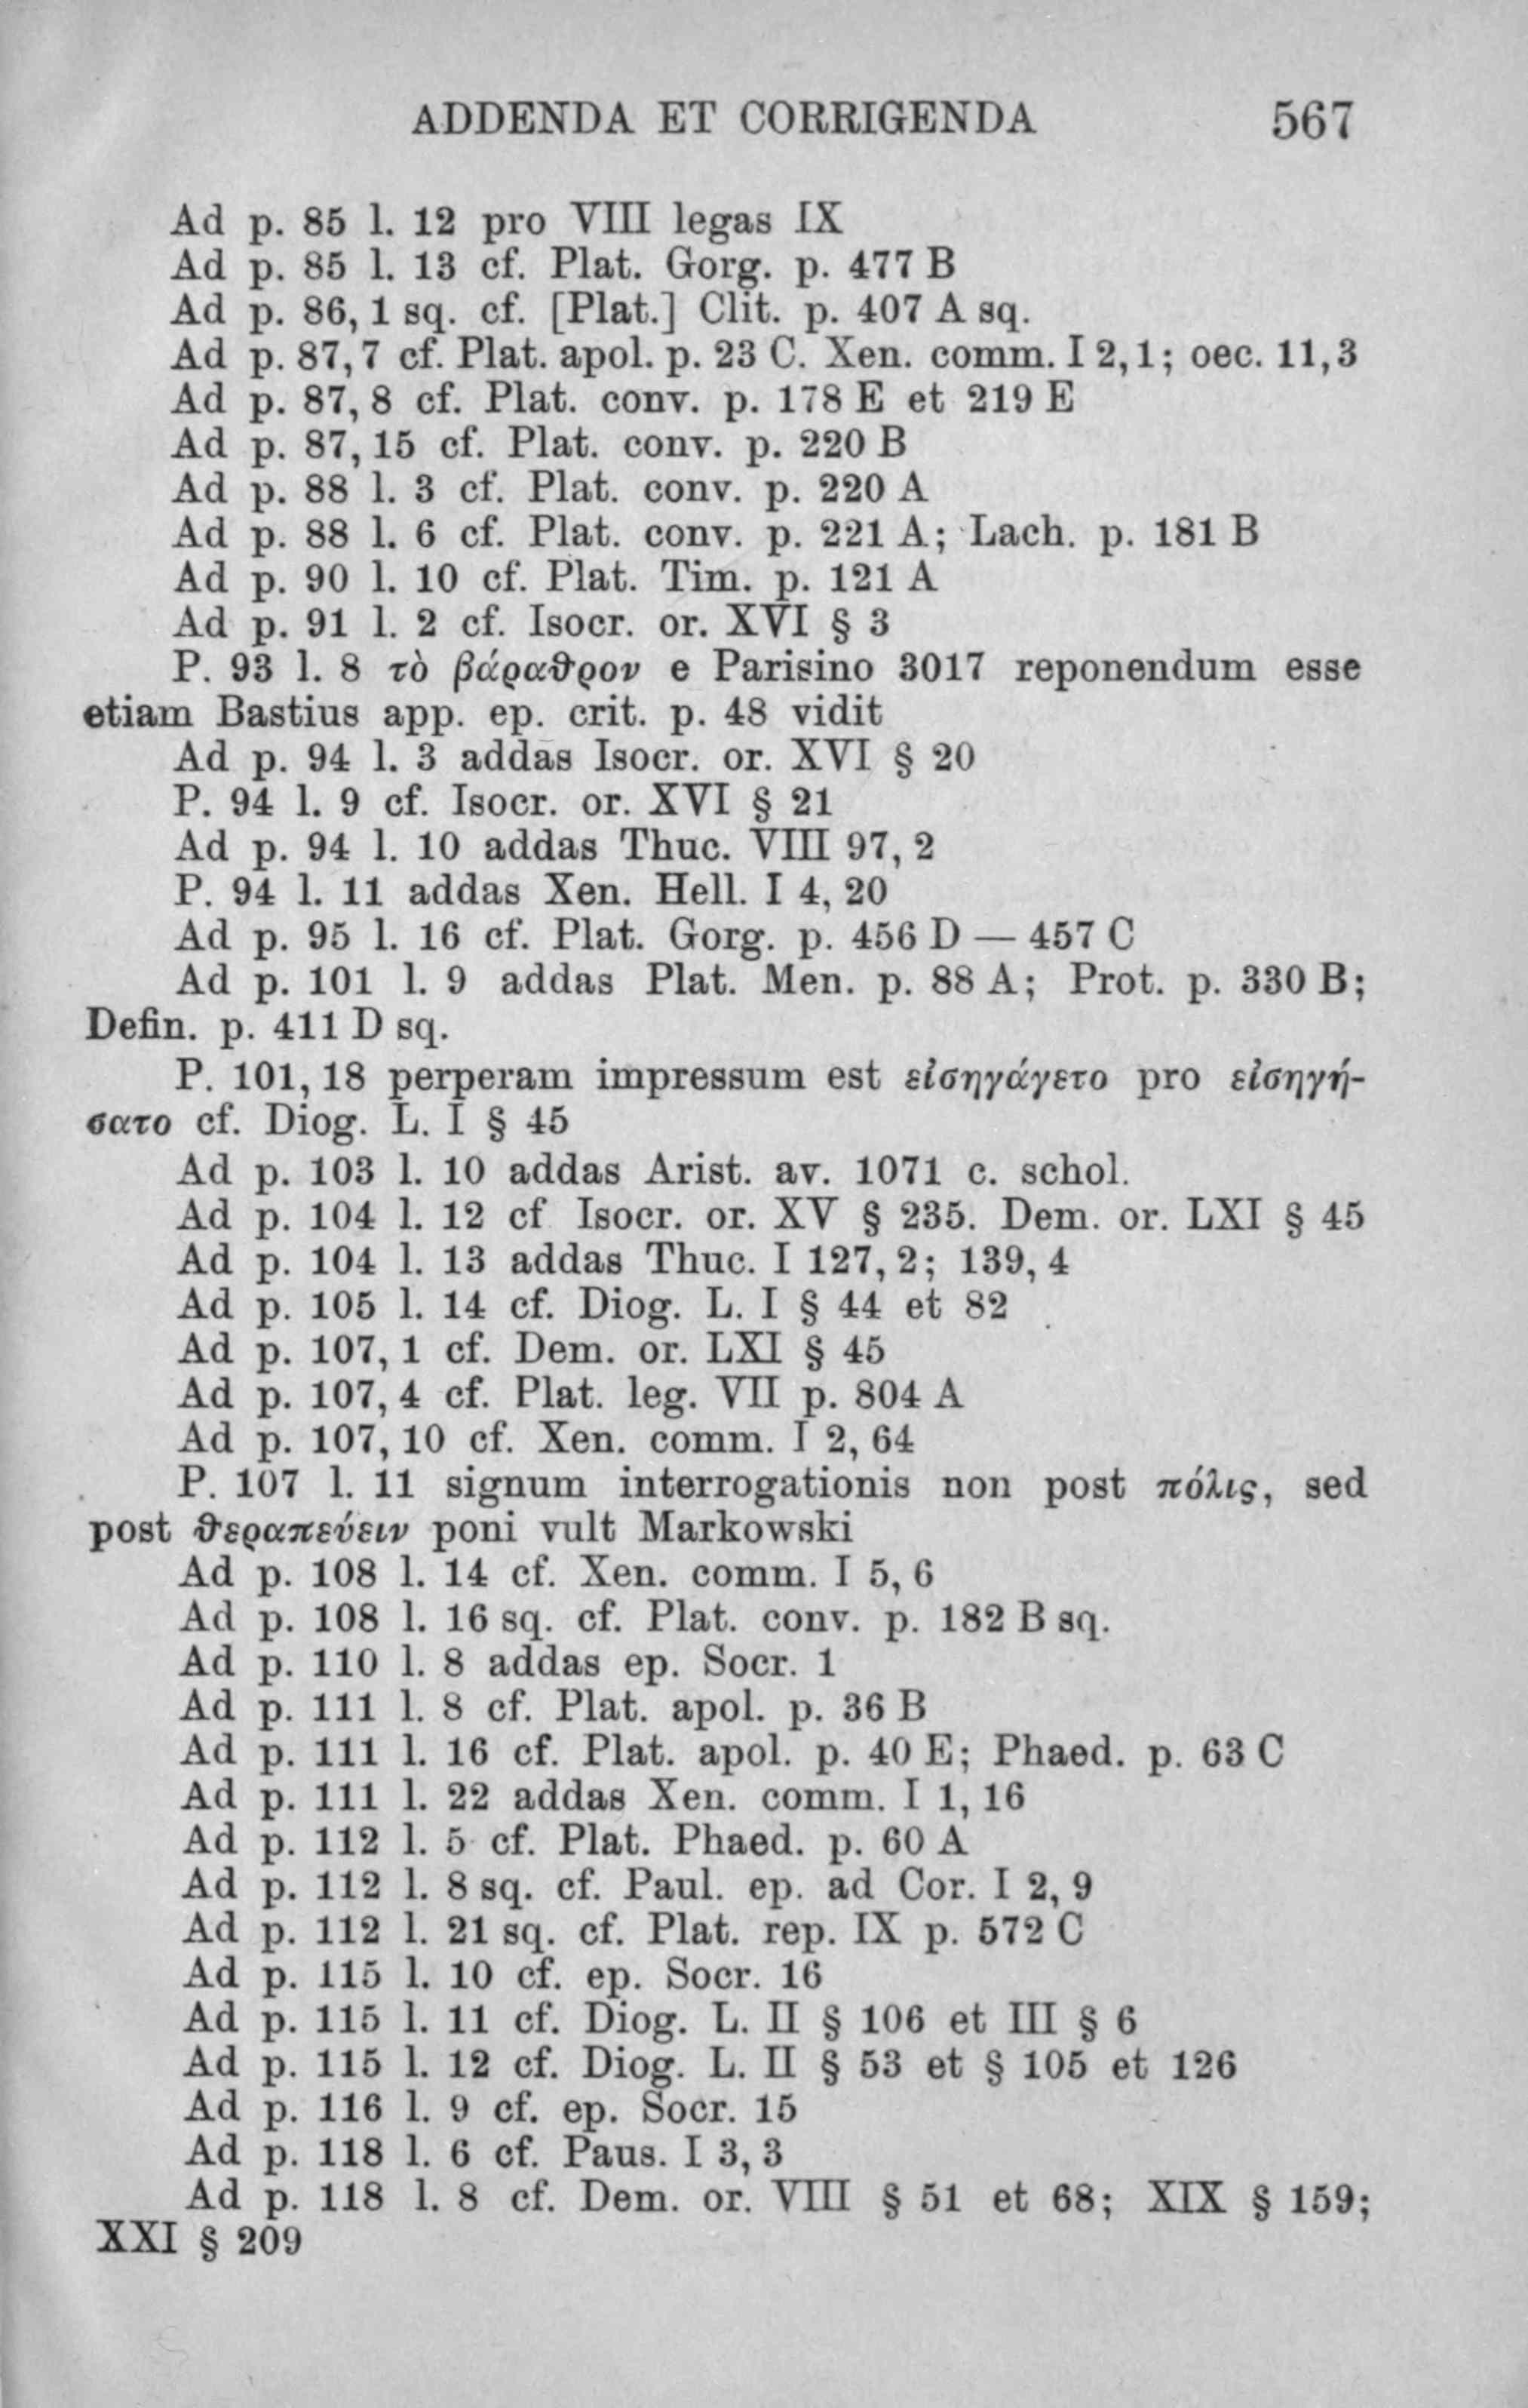 ADDENDA ET CORRIGENDA 567
Ad p. 85 l. 12 pro VIII legas IX
Ad p. 85 l. 13 cf. Plat. Gorg. p. 477 B
Ad p. 86, 1 sq. cf. [Plat.] Clit. p. 407 A sq.
Ad p. 87, 7 cf. Plat. apol. p. 23 C. Xen. comm. I 2, 1; oec. 11, 3
Ad p. 87, 8 cf. Plat. conv. p. 178 E et 219 E
Ad p. 87, 15 cf. Plat. conv. p. 220 B
Ad p. 88 l. 3 cf. Plat. conv. p. 220 A
Ad p. 88 l. 6 cf. Plat. conv. p. 221 A; Lach. p. 181 B
Ad p. 90 l. 10 cf. Plat. Tim. p. 121 A
Ad p. 91 l. 2 cf. Isocr. or. XVI § 3
P. 93 l. 8 τὸ βάραϑρον e Parisino 3017 reponendum esse
etiam Bastius app. ep. crit. p. 48 vidit
Ad p. 94 l. 3 addas Isocr. or. XVI § 20
P. 94 l. 9 cf. Isocr. or. XVI § 21
Ad p. 94 l. 10 addas Thuc. VIII 97, 2
P. 94 l. 11 addas Xen. Hell. I 4, 20
Ad p. 95 l. 16 cf. Plat. Gorg. p. 456 D — 457 C
Ad p. 101 l. 9 addas Plat. Men. p. 88 A; Prot. p. 330 B;
Defin. p. 411 D sq.
P. 101, 18 perperam impressum est εἰσηγάγετο pro εἰσηγή-
σατο cf. Diog. L. I § 45
Ad p. 103 l. 10 addas Arist. av. 1071 c. schol.
Ad p. 104 l. 12 cf Isocr. or. XV § 235. Dem. or. LXI § 45
Ad p. 104 l. 13 addas Thuc. I 127, 2; 139, 4
Ad p. 105 l. 14 cf. Diog. L. I § 44 et 82
Ad p. 107, 1 cf. Dem. or. LXI § 45
Ad p. 107, 4 cf. Plat. leg. VII p. 804 A
Ad p. 107, 10 cf. Xen. comm. I 2, 64
P. 107 l. 11 signum interrogationis non post πόλις, sed
post ϑεραπεύειν poni vult Markowski
Ad p. 108 l. 14 cf. Xen. comm. I 5, 6
Ad p. 108 l. 16 sq. cf. Plat. conv. p. 182 B sq.
Ad p. 110 l. 8 addas ep. Socr. 1
Ad p. 111 l. 8 cf. Plat. apol. p. 36 B
Ad p. 111 l. 16 cf. Plat. apol. p. 40 E; Phaed. p. 63 C
Ad p. 111 l. 22 addas Xen. comm. I 1, 16
Ad p. 112 l. 5 cf. Plat. Phaed. p. 60 A
Ad p. 112 l. 8 sq. cf. Paul. ep. ad Cor. I 2, 9
Ad p. 112 l. 21 sq. cf. Plat. rep. IX p. 572 C
Ad p. 115 l. 10 cf. ep. Socr. 16
Ad p. 115 l. 11 cf. Diog. L. II § 106 et III § 6
Ad p. 115 l. 12 cf. Diog. L. II § 53 et § 105 et 126
Ad p. 116 l. 9 cf. ep. Socr. 15
Ad p. 118 l. 6 cf. Paus. I 3, 3
Ad p. 118 l. 8 cf. Dem. or. VIII § 51 et 68; XIX § 159;
XXI § 209